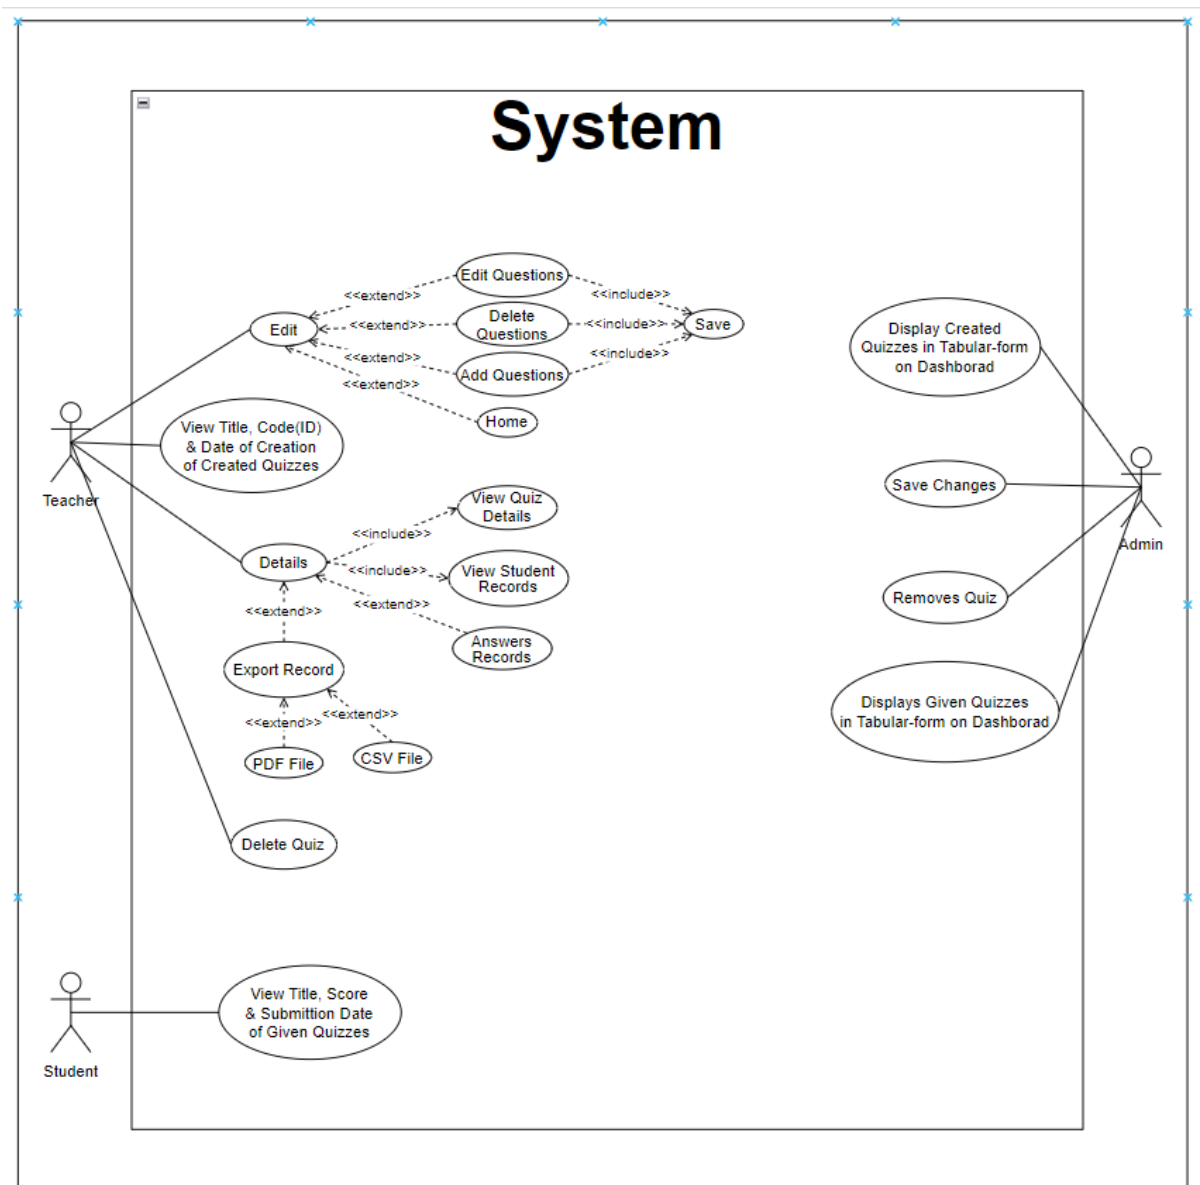 System
Edit Questions
<<extend>>
<<include>>
Delete
Questions
Edit
<<extend>>
<<include>>
Save
<<extend>>
<<include>>
Add Questions
<<extend>>
Home
Display Created
Quizzes in Tabular-form
on Dashborad
View Title, Code(ID)
& Date of Creation
of Created Quizzes
Teacher
Save Changes
Admin
View Quiz
Details
<<include>>
Details
<<include>>
View Student
Records
<<extend>>
<<extend>>
Answers
Records
Removes Quiz
Export Record
<<extend>>
<<extend>>
PDF File
CSV File
Displays Given Quizzes
in Tabular-form on Dashborad
Delete Quiz
View Title, Score
& Submittion Date
of Given Quizzes
Student